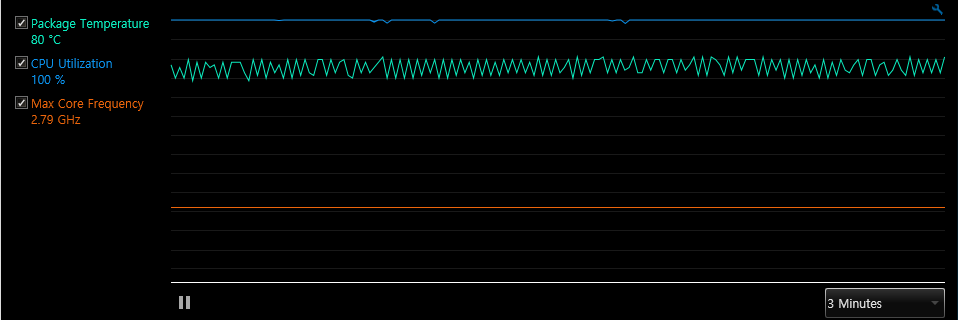 Package Temperature
80 °C
CPU Utilization
100 %
Max Core Frequency
2.79 GHz
3 Minutes